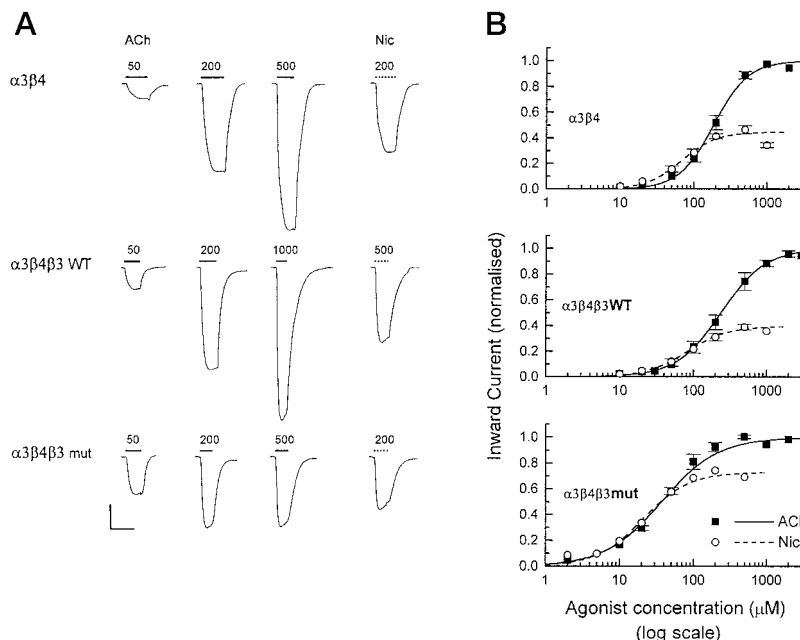 A
ACh
Nic
α3β4
50
200
500
200
α3β4β3 WT
50
200
1000
500
α3β4β3 mut
50
200
500
200
B
Inward Current (normalised)
1.0
0.8
0.6
0.4
0.2
0.0
α3β4
1 10 100 1000
1.0
0.8
0.6
0.4
0.2
0.0
α3β4β3WT
1 10 100 1000
1.0
0.8
0.6
0.4
0.2
0.0
α3β4β3mut
ACh
Nic
1 10 100 1000
Agonist concentration (μM)
(log scale)